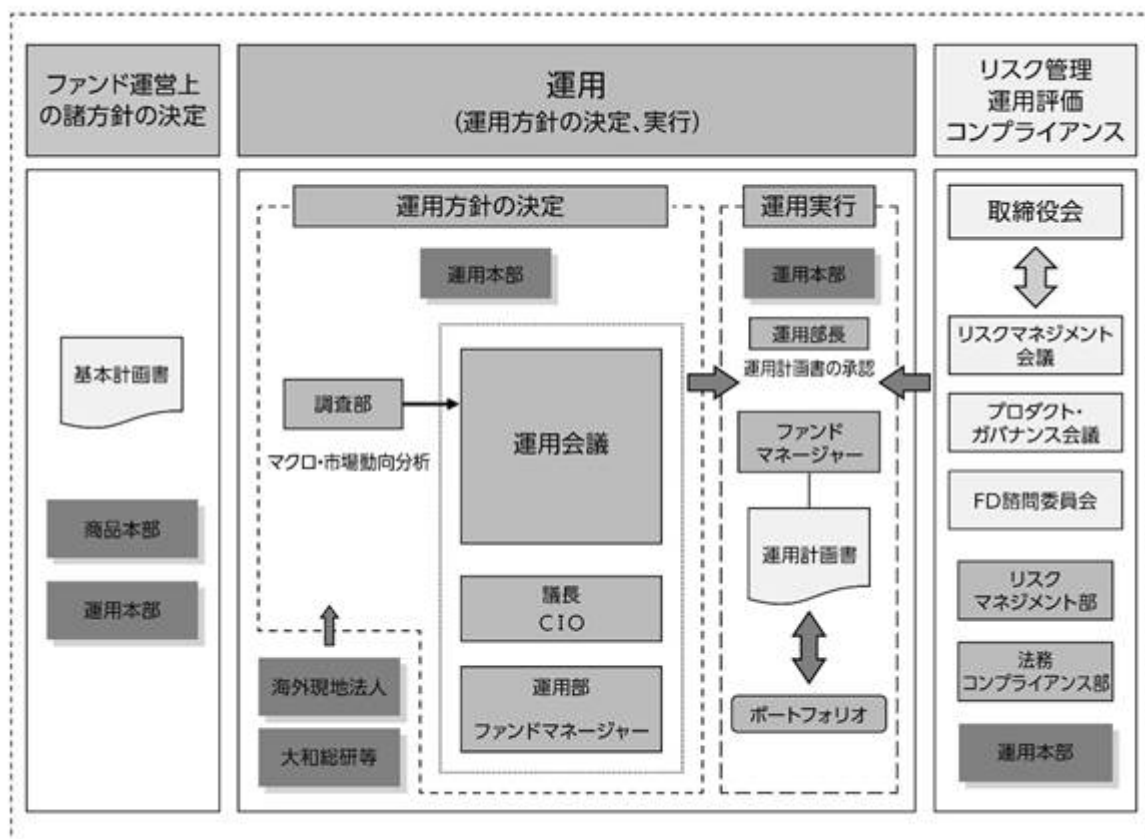 ファンド運営上
の諸方針の決定
基本計画書
商品本部
運用本部
運用
(運用方針の決定、実行)
運用方針の決定
運用本部
調査部
マクロ・市場動向分析
運用会議
議長
CIO
運用部
ファンドマネージャー
海外現地法人
大和総研等
運用実行
運用本部
運用部長
運用計画書の承認
ファンド
マネージャー
運用計画書
ポートフォリオ
リスク管理
運用評価
コンプライアンス
取締役会
リスクマネジメント
会議
プロダクト・
ガバナンス会議
FD諮問委員会
リスク
マネジメント部
法務
コンプライアンス部
運用本部